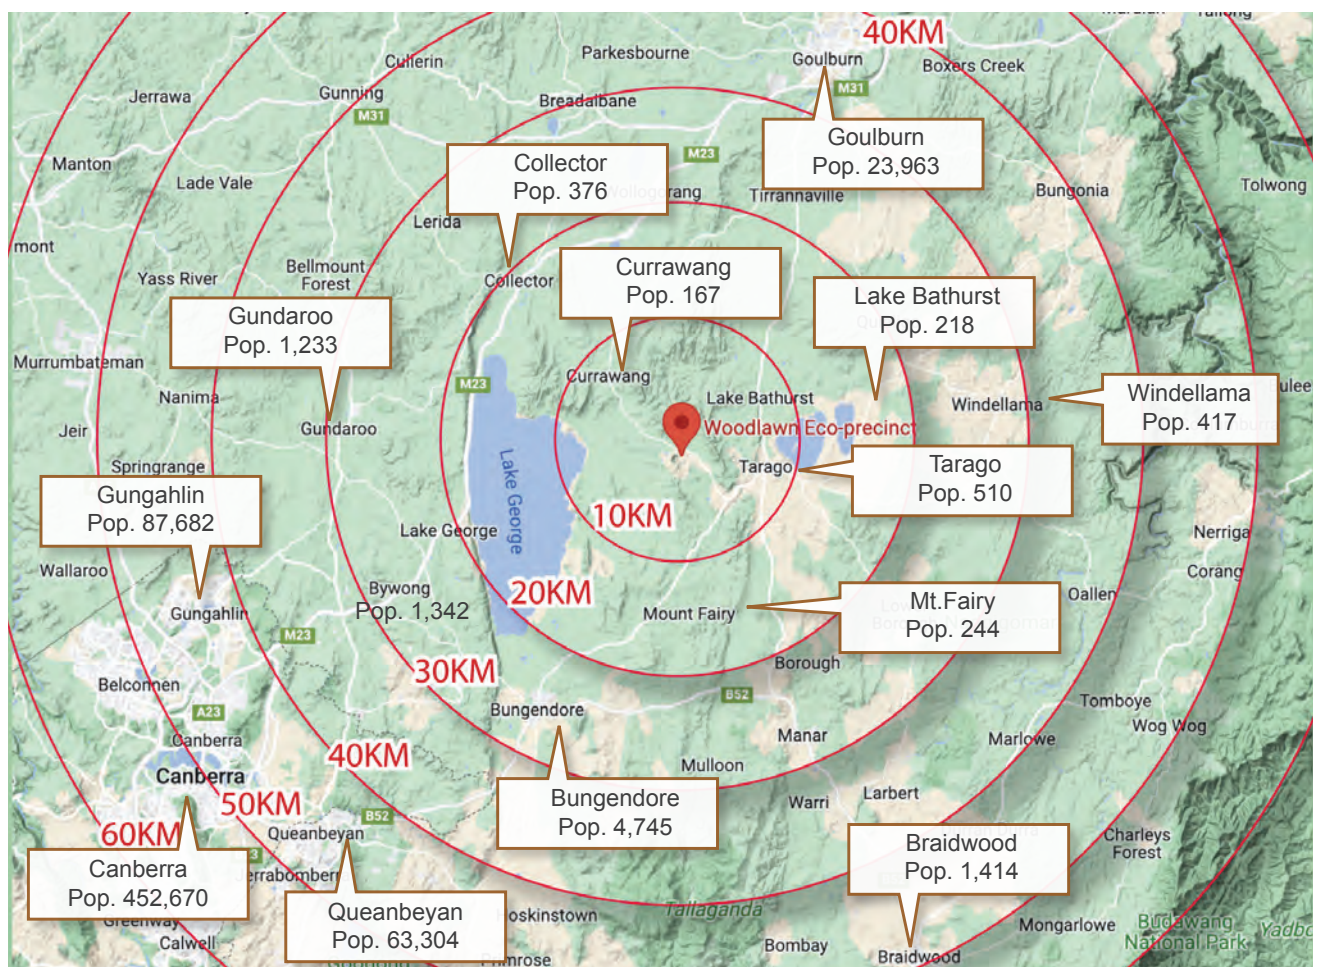 40KM
Marulan
Tallong
Goulburn
Parkesbourne
Cullerin
Boxers Creek
M31
Gunning
Jerrawa
Breadalbane
M31
Goulburn
Pop. 23,963
Collector
Pop. 376
M23
Manton
Lade Vale
Wollogorang
Tirrannaville
Bungonia
Tolwong
Lerida
mont
Currawang
Pop. 167
Bellmount
Forest
Yass River
Collector
Lake Bathurst
Pop. 218
Gundaroo
Pop. 1,233
Murrumbateman
Currawang
M23
Windellama
Pop. 417
Nanima
Lake Bathurst
Windellama
Jeir
Gundaroo
Woodlawn Eco-precinct
Springrange
Tarago
Tarago
Pop. 510
Gungahlin
Pop. 87,682
Lake George
10KM
Lake George
Nerriga
Wallaroo
Corang
Bywong
Pop. 1,342
20KM
Oallen
Gungahlin
Mount Fairy
Mt.Fairy
Pop. 244
M23
30KM
Borough
Belconnen
B52
Tomboye
A23
Bungendore
Wog Wog
Canberra
Manar
Marlowe
40KM
Canberra
Mulloon
50KM
Bungendore
Pop. 4,745
Warri
Larbert
60KM
B52
Queanbeyan
Charleys
Forest
Braidwood
Pop. 1,414
Canberra
Pop. 452,670
Jerrabomberra
Queanbeyan
Pop. 63,304
Hoskinstown
Tallaganda
Greenway
Calwell
Mongarlowe
Budawang
National Park
Bombay
Braidwood
Primrose